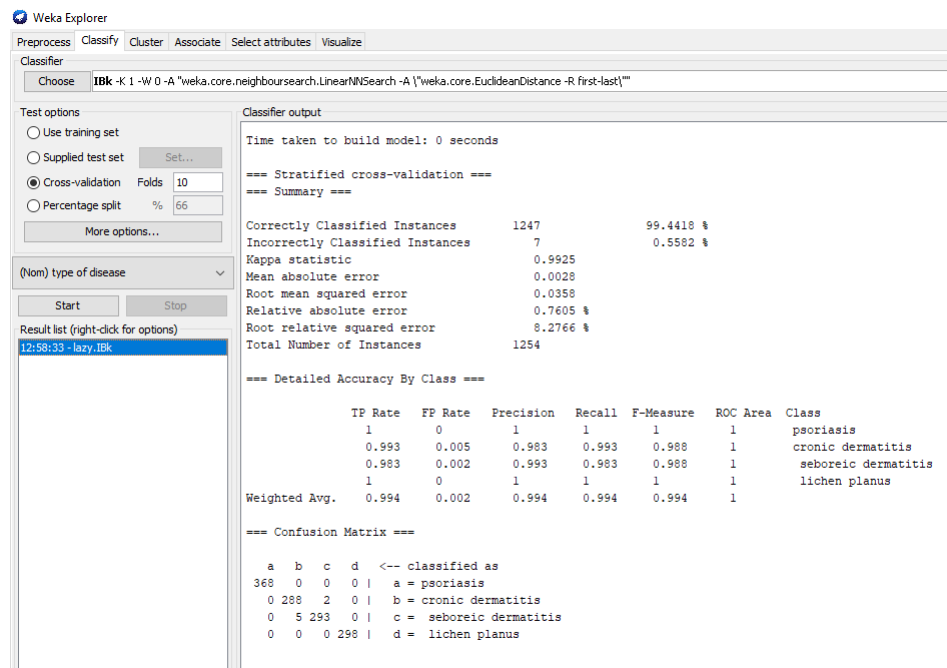 Weka Explorer
Preprocess Classify Cluster Associate Select attributes Visualize
Classifier
Choose IBk -K 1 -W 0 -A "weka.core.neighboursearch.LinearNNSearch -A \"weka.core.EuclideanDistance -R first-last\""
Test options
Use training set
Supplied test set Set...
Cross-validation Folds 10
Percentage split % 66
More options...
(Nom) type of disease
Start Stop
Result list (right-click for options)
12:58:33 - lazy.IBk
Classifier output
Time taken to build model: 0 seconds
=== Stratified cross-validation ===
=== Summary ===
Correctly Classified Instances 1247 99.4418 %
Incorrectly Classified Instances 7 0.5582 %
Kappa statistic 0.9925
Mean absolute error 0.0028
Root mean squared error 0.0358
Relative absolute error 0.7605 %
Root relative squared error 8.2766 %
Total Number of Instances 1254
=== Detailed Accuracy By Class ===
TP Rate FP Rate Precision Recall F-Measure ROC Area Class
1 0 1 1 1 1 psoriasis
0.993 0.005 0.983 0.993 0.988 1 cronic dermatitis
0.983 0.002 0.993 0.983 0.988 1 seboreic dermatitis
1 0 1 1 1 1 lichen planus
Weighted Avg. 0.994 0.002 0.994 0.994 0.994 1
=== Confusion Matrix ===
a b c d <-- classified as
368 0 0 0 | a = psoriasis
0 288 2 0 | b = cronic dermatitis
0 5 293 0 | c = seboreic dermatitis
0 0 0 298 | d = lichen planus